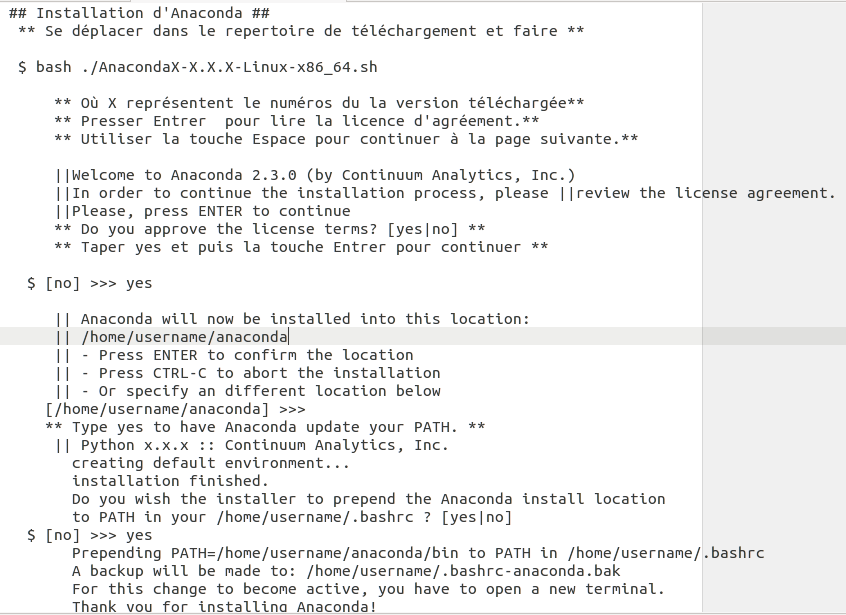 ## Installation d'Anaconda ##
** Se déplacer dans le repertoire de téléchargement et faire **
$ bash ./AnacondaX-X.X.X-Linux-x86_64.sh
** Où X représentent le numéros du la version téléchargée**
** Presser Entrer  pour lire la licence d'agréement.**
** Utiliser la touche Espace pour continuer à la page suivante.**
||Welcome to Anaconda 2.3.0 (by Continuum Analytics, Inc.)
||In order to continue the installation process, please ||review the license agreement.
||Please, press ENTER to continue
** Do you approve the license terms? [yes|no] **
** Taper yes et puis la touche Entrer pour continuer **
$ [no] >>> yes
|| Anaconda will now be installed into this location:
|| /home/username/anaconda
|| - Press ENTER to confirm the location
|| - Press CTRL-C to abort the installation
|| - Or specify an different location below
[/home/username/anaconda] >>>
** Type yes to have Anaconda update your PATH. **
|| Python x.x.x :: Continuum Analytics, Inc.
creating default environment...
installation finished.
Do you wish the installer to prepend the Anaconda install location
to PATH in your /home/username/.bashrc ? [yes|no]
$ [no] >>> yes
Prepending PATH=/home/username/anaconda/bin to PATH in /home/username/.bashrc
A backup will be made to: /home/username/.bashrc-anaconda.bak
For this change to become active, you have to open a new terminal.
Thank you for installing Anaconda!